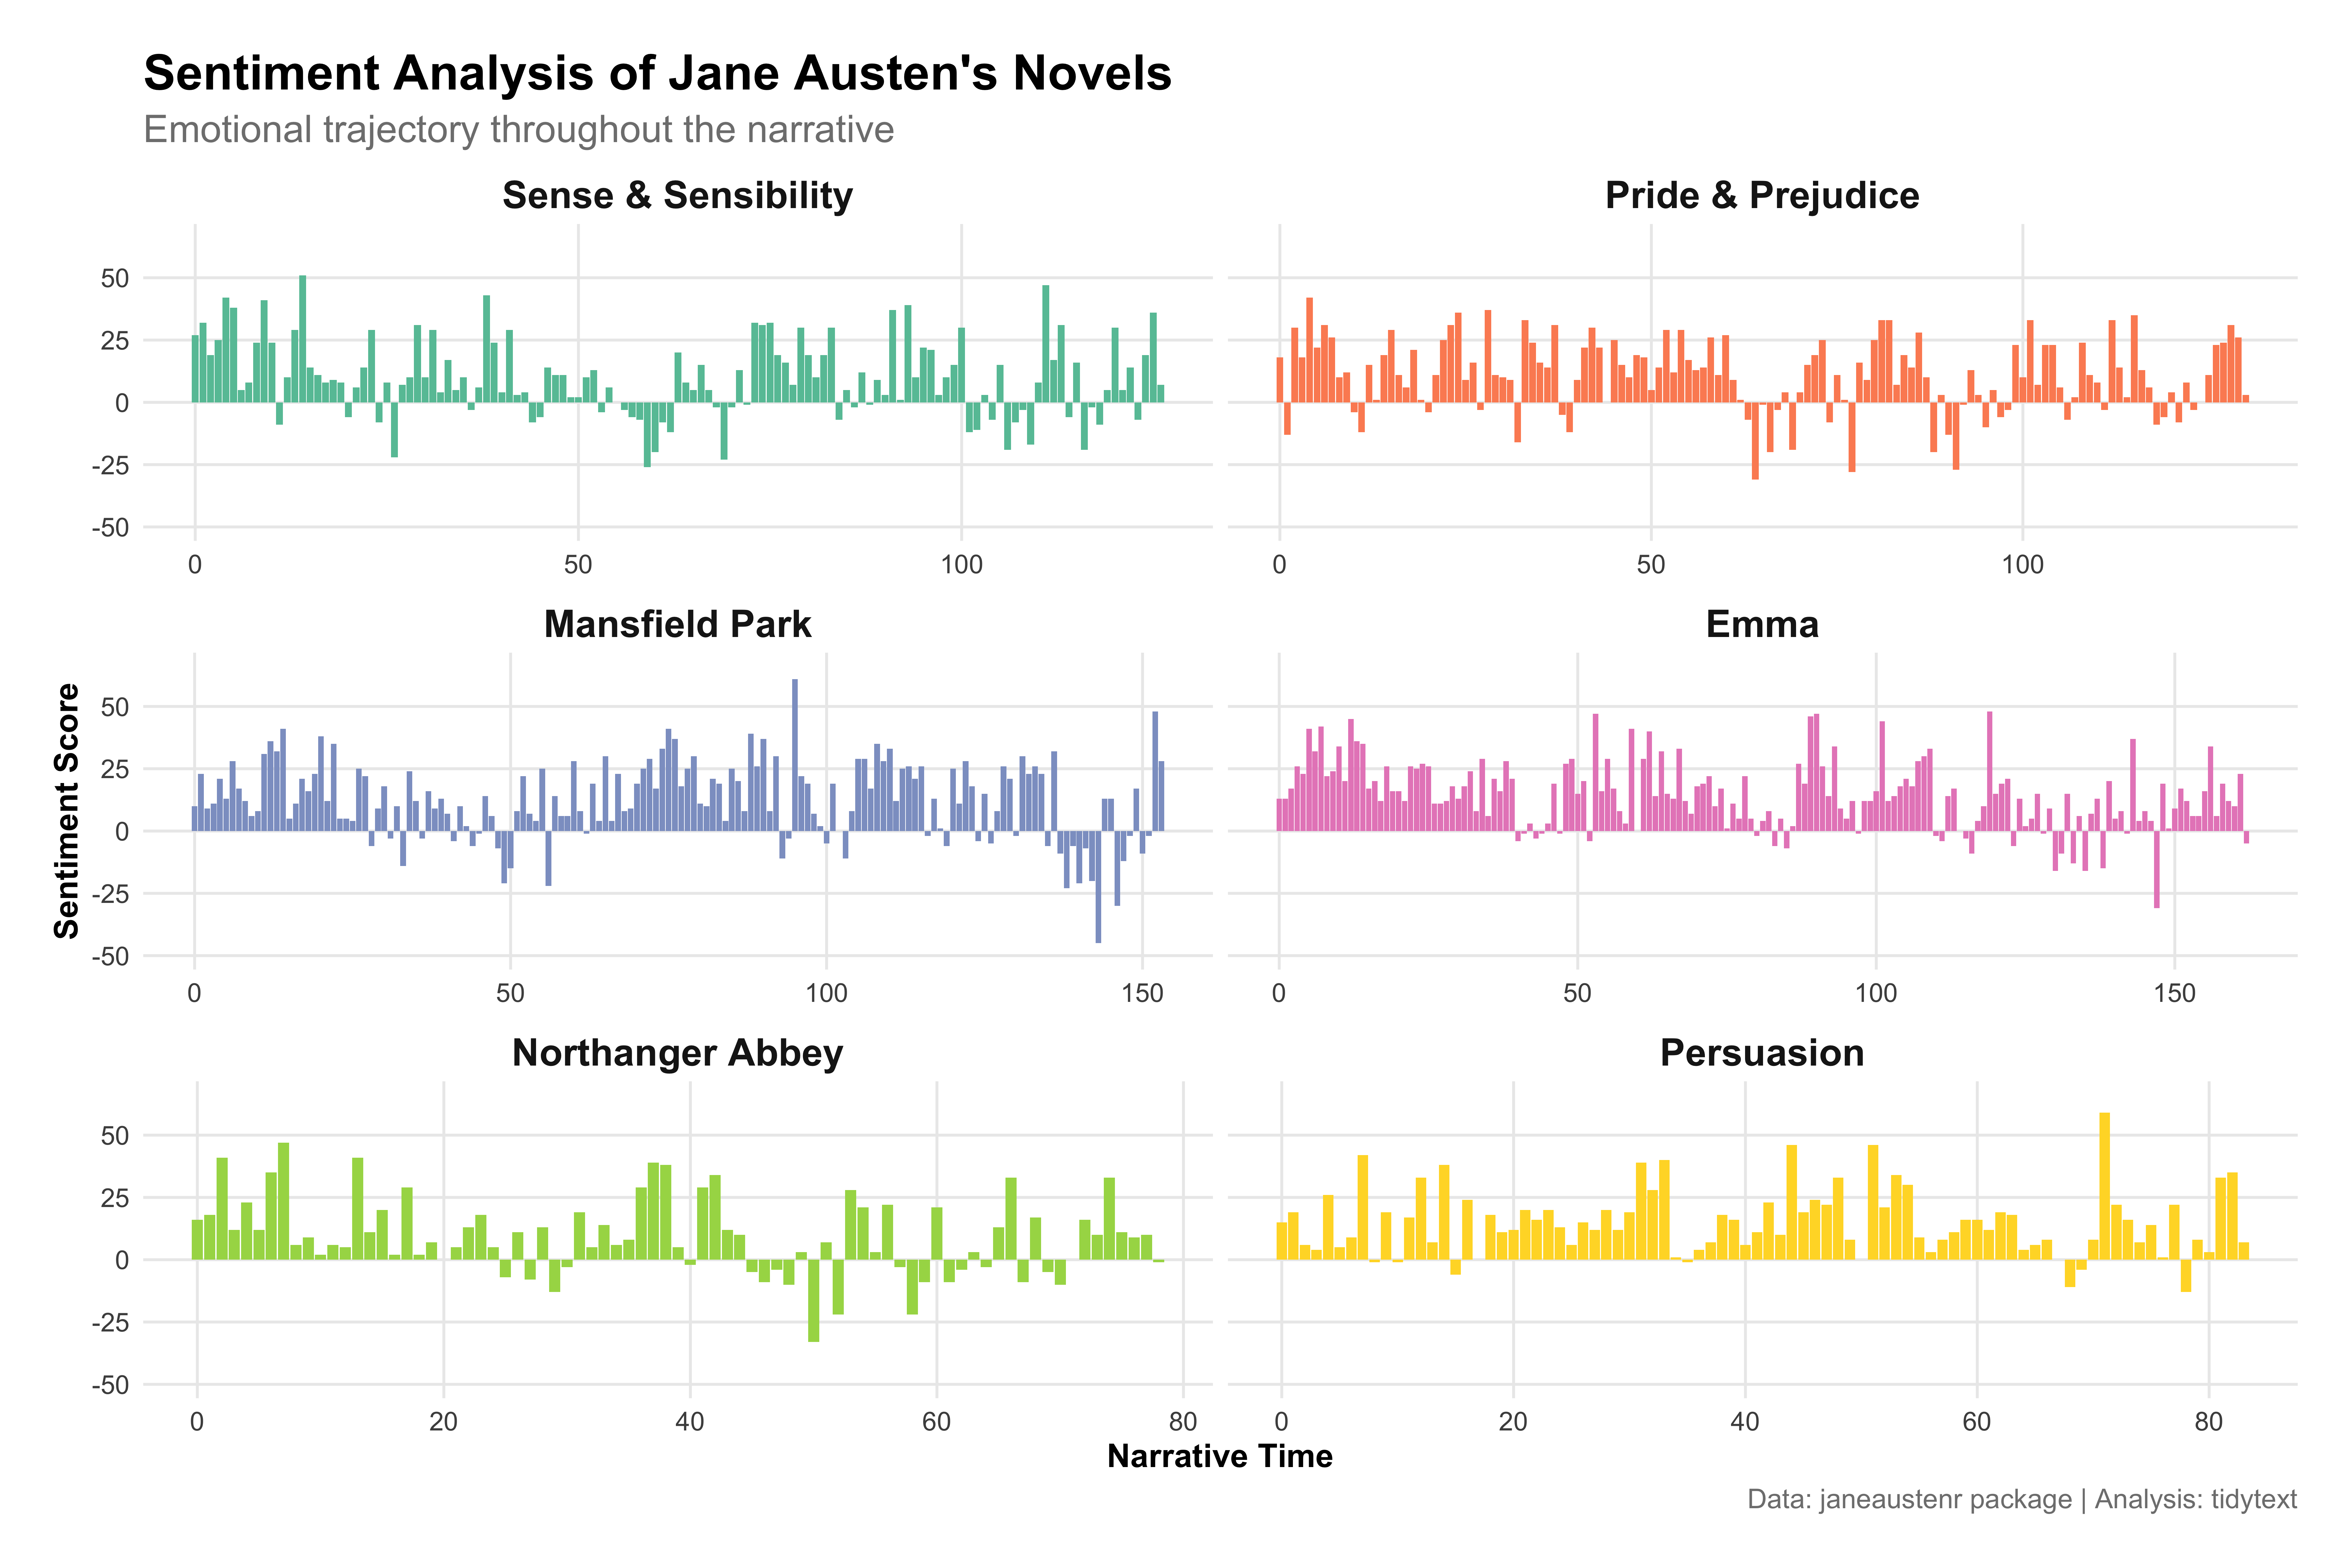 Sentiment Analysis of Jane Austen's Novels
Emotional trajectory throughout the narrative
Sense & Sensibility
50
25
0
-25
-50
0 50 100
Pride & Prejudice
0 50 100
Sentiment Score
Mansfield Park
50
25
0
-25
-50
0 50 100 150
Emma
0 50 100 150
Northanger Abbey
50
25
0
-25
-50
0 20 40 60 80
Persuasion
0 20 40 60 80
Narrative Time
Data: janeaustenr package | Analysis: tidytext